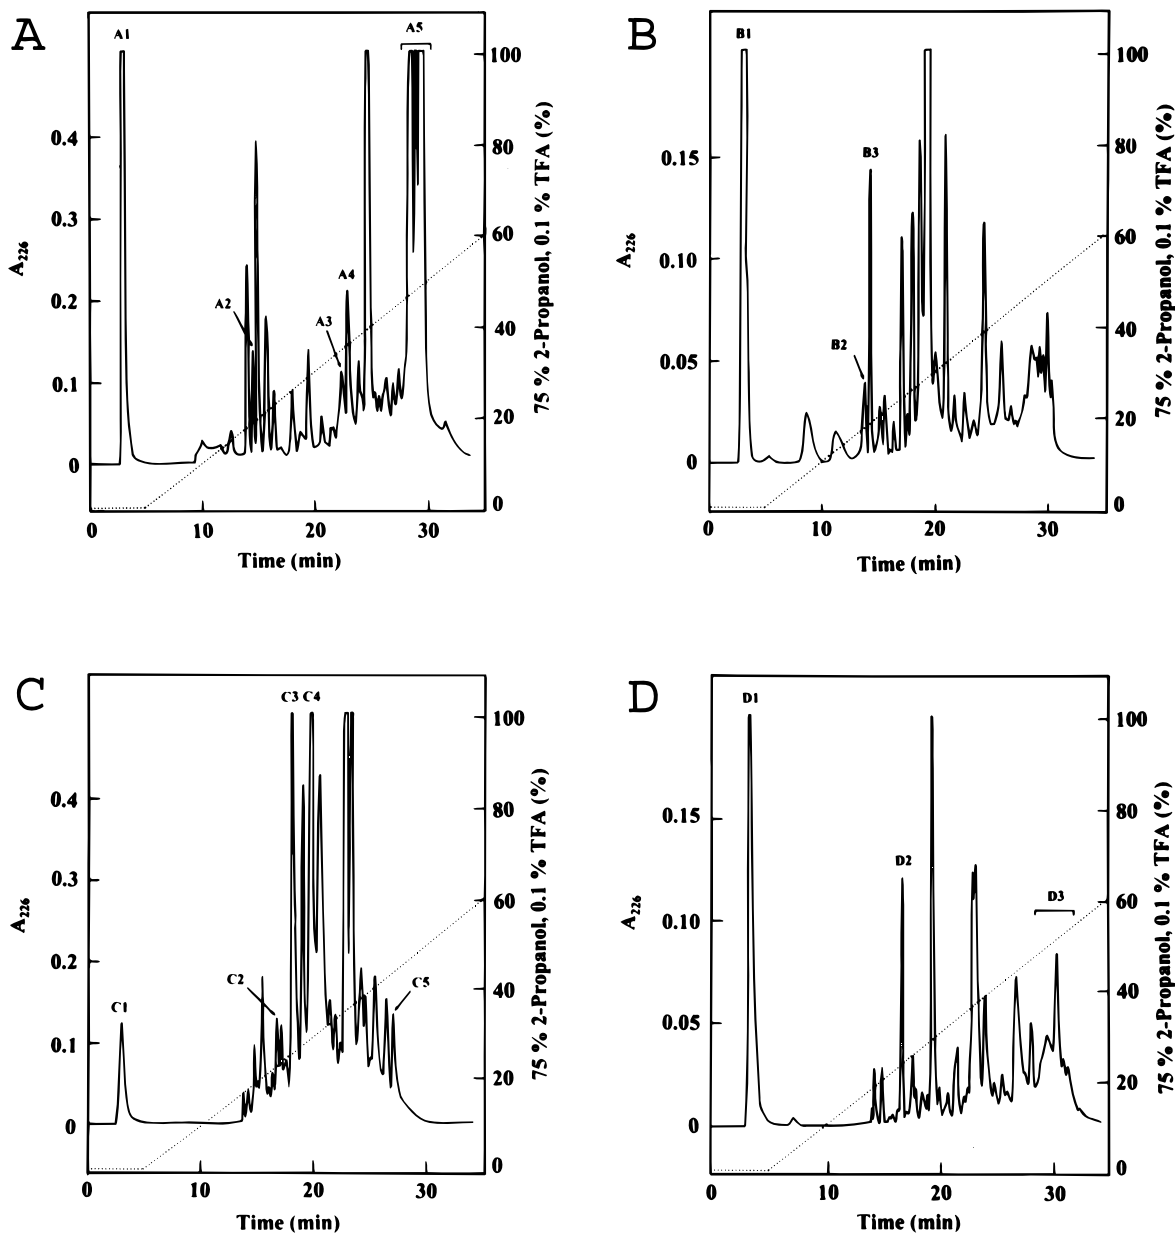 A
A1
A5
100
0.4
80
0.3
A₂₂₆
75 % 2-Propanol, 0.1 % TFA (%)
60
A4
A2
0.2
A3
40
0.1
20
0
0
0
10
20
30
Time (min)
B
B1
100
0.15
B3
80
0.10
A₂₂₆
75 % 2-Propanol, 0.1 % TFA (%)
60
B2
40
0.05
20
0
0
0
10
20
30
Time (min)
C
C3 C4
100
0.4
80
0.3
A₂₂₆
75 % 2-Propanol, 0.1 % TFA (%)
60
0.2
C2
C5
40
C1
0.1
20
0
0
0
10
20
30
Time (min)
D
D1
100
0.15
80
D2
D3
0.10
A₂₂₆
75 % 2-Propanol, 0.1 % TFA (%)
60
40
0.05
20
0
0
0
10
20
30
Time (min)